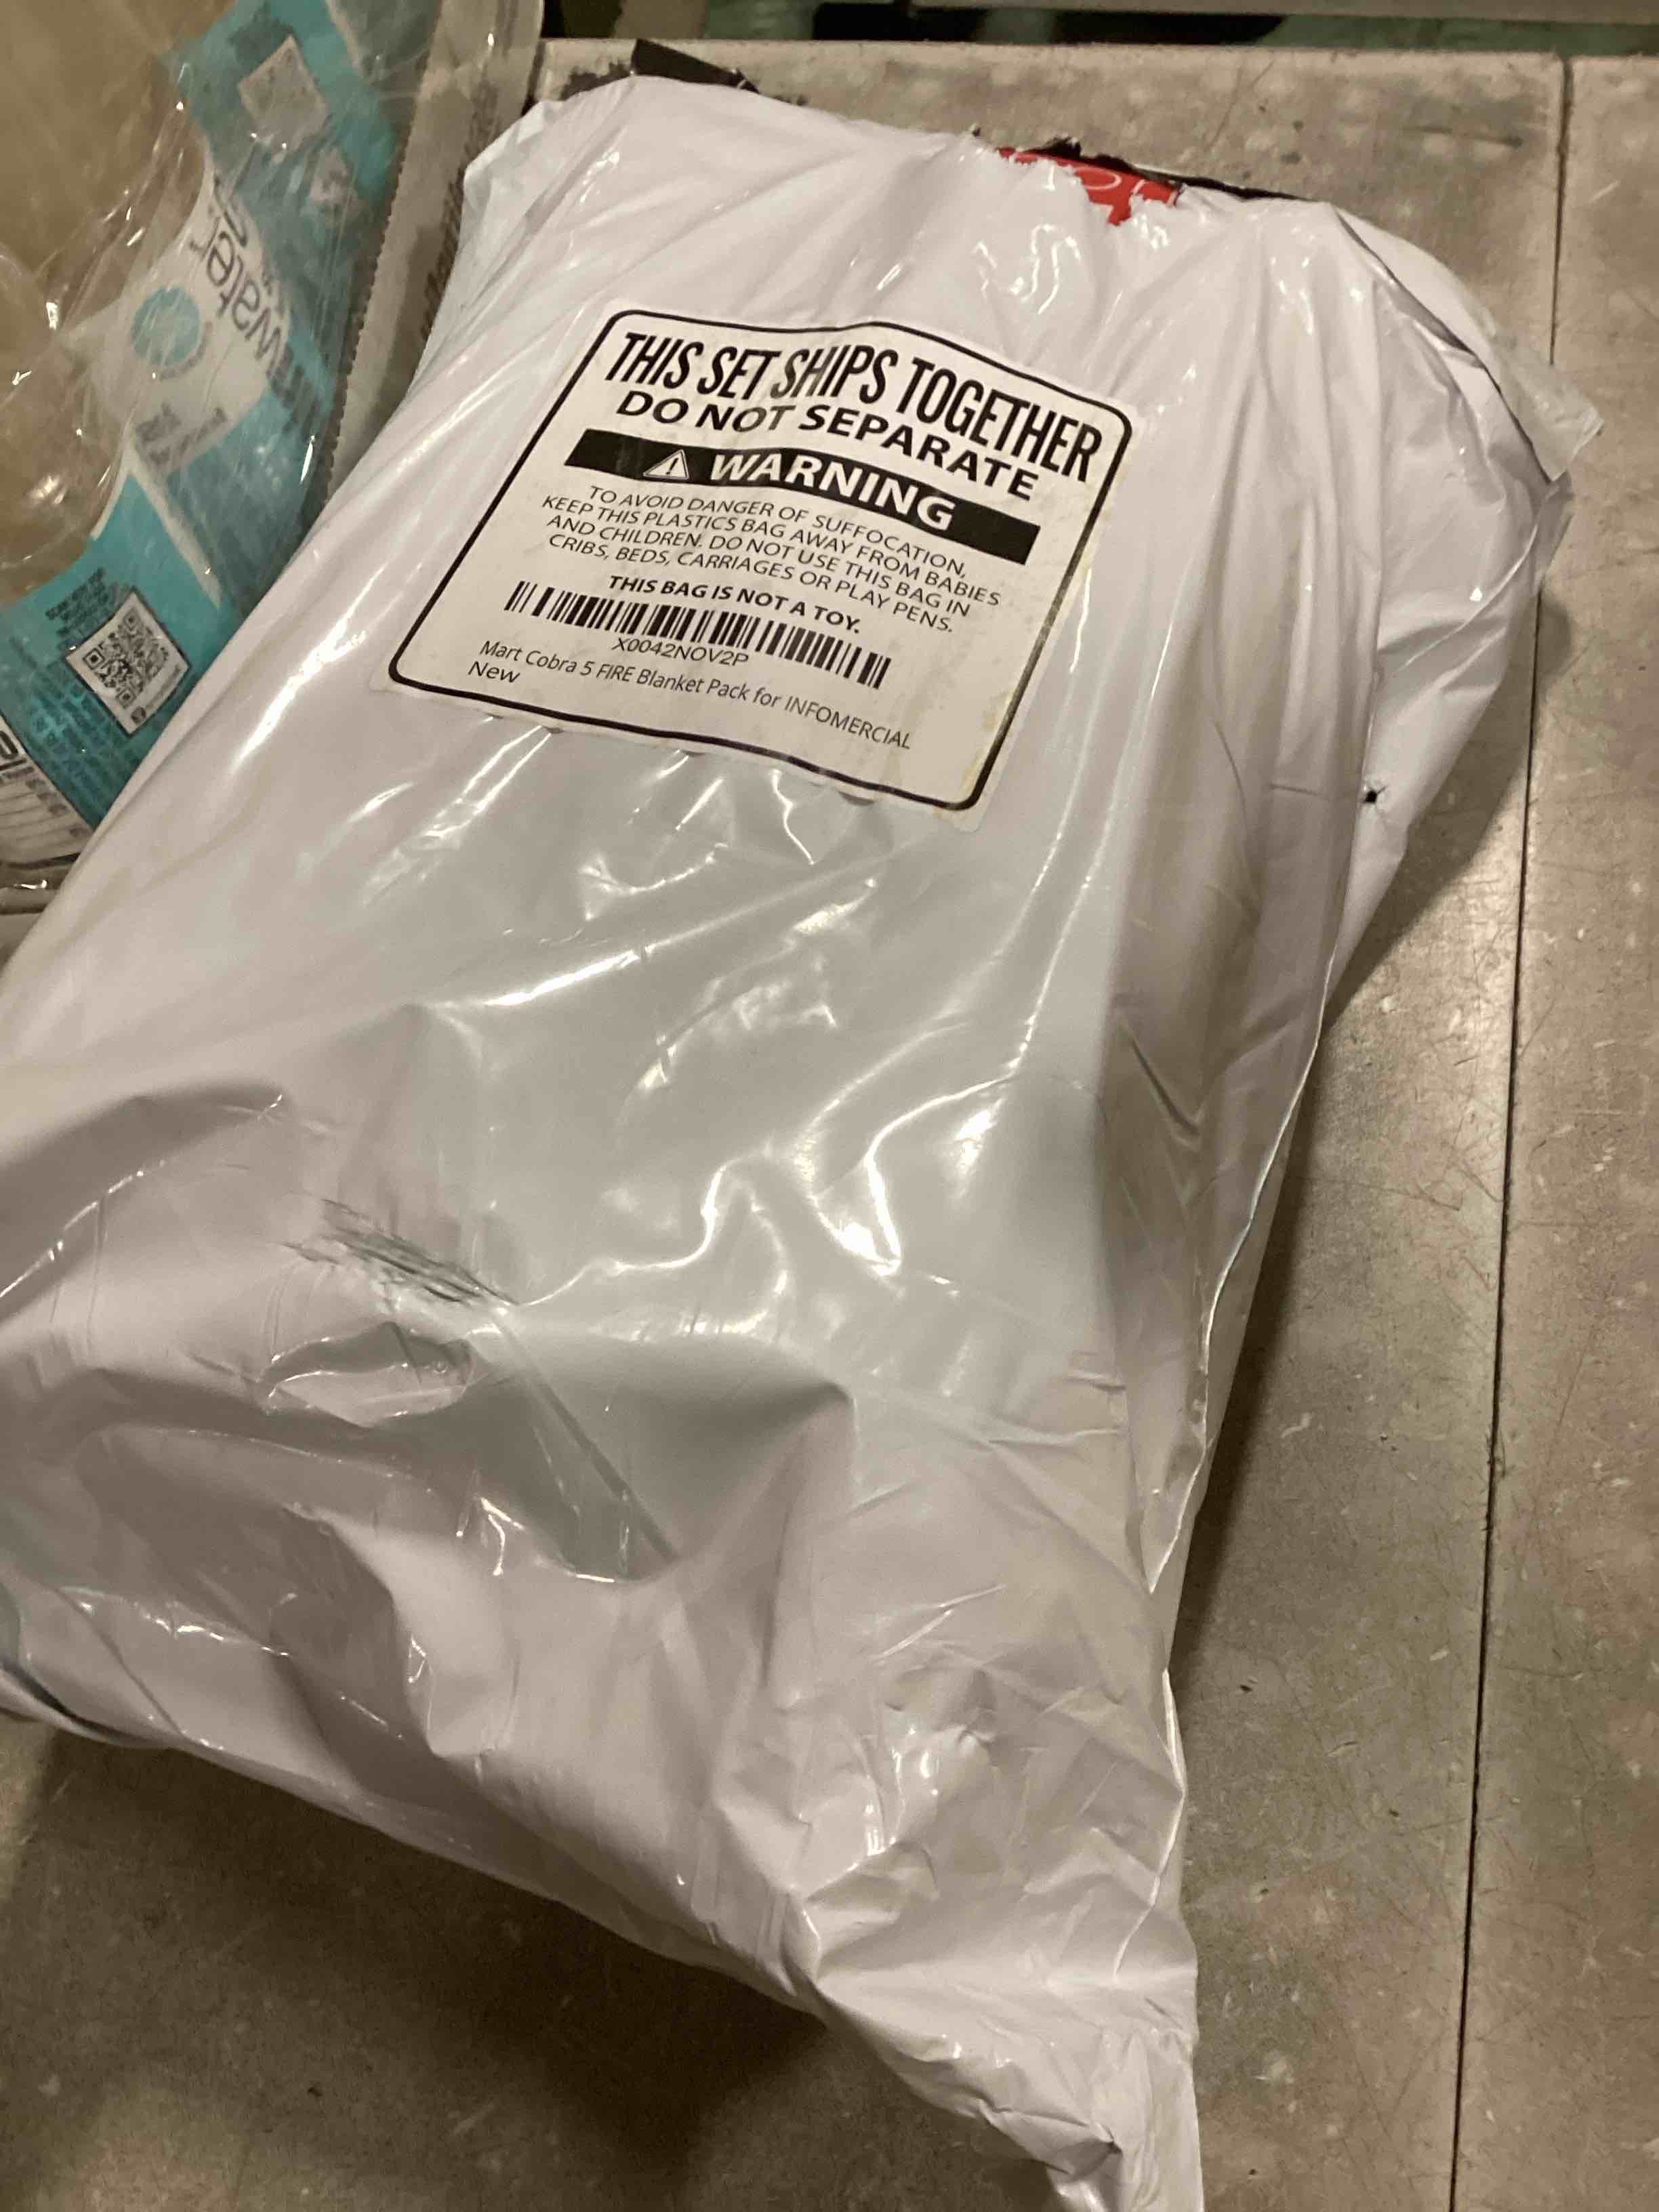 THIS SET SHIPS TOGETHER
DO NOT SEPARATE
WARNING
TO AVOID DANGER OF SUFFOCATION,
KEEP THIS PLASTICS BAG AWAY FROM BABIES
AND CHILDREN. DO NOT USE THIS BAG IN
CRIBS, BEDS, CARRIAGES OR PLAY PENS.
THIS BAG IS NOT A TOY.
X0042NOV2P
Mart Cobra 5 FIRE Blanket Pack for INFOMERCIAL
New
water